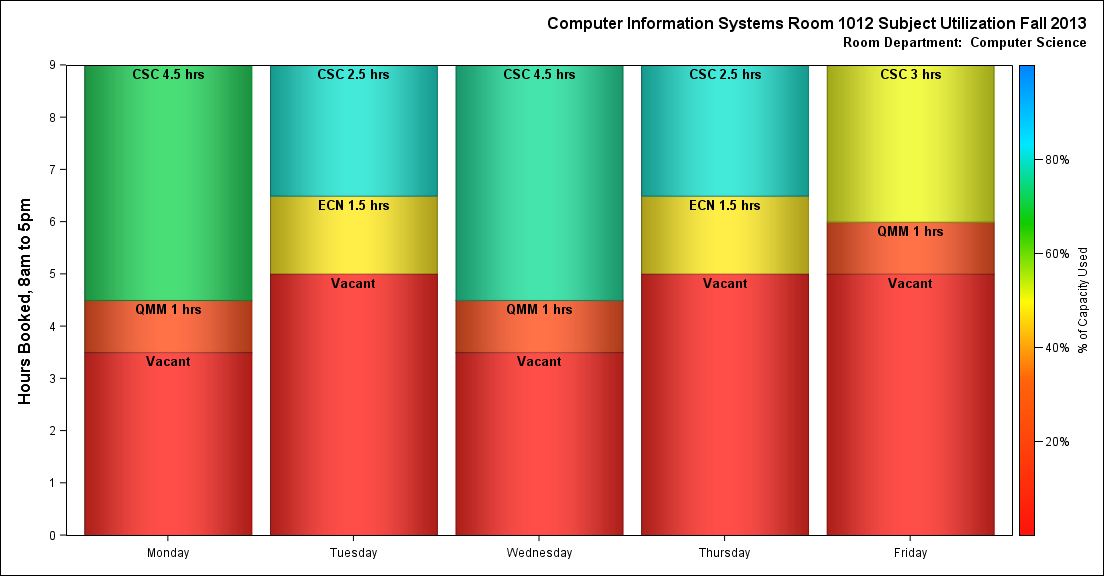 Computer Information Systems Room 1012 Subject Utilization Fall 2013
Room Department:  Computer Science
Hours Booked, 8am to 5pm
9
8
7
6
5
4
3
2
1
0
CSC 4.5 hrs
QMM 1 hrs
Vacant
CSC 2.5 hrs
ECN 1.5 hrs
Vacant
CSC 4.5 hrs
QMM 1 hrs
Vacant
CSC 2.5 hrs
ECN 1.5 hrs
Vacant
CSC 3 hrs
QMM 1 hrs
Vacant
Monday
Tuesday
Wednesday
Thursday
Friday
80%
60%
40%
20%
% of Capacity Used